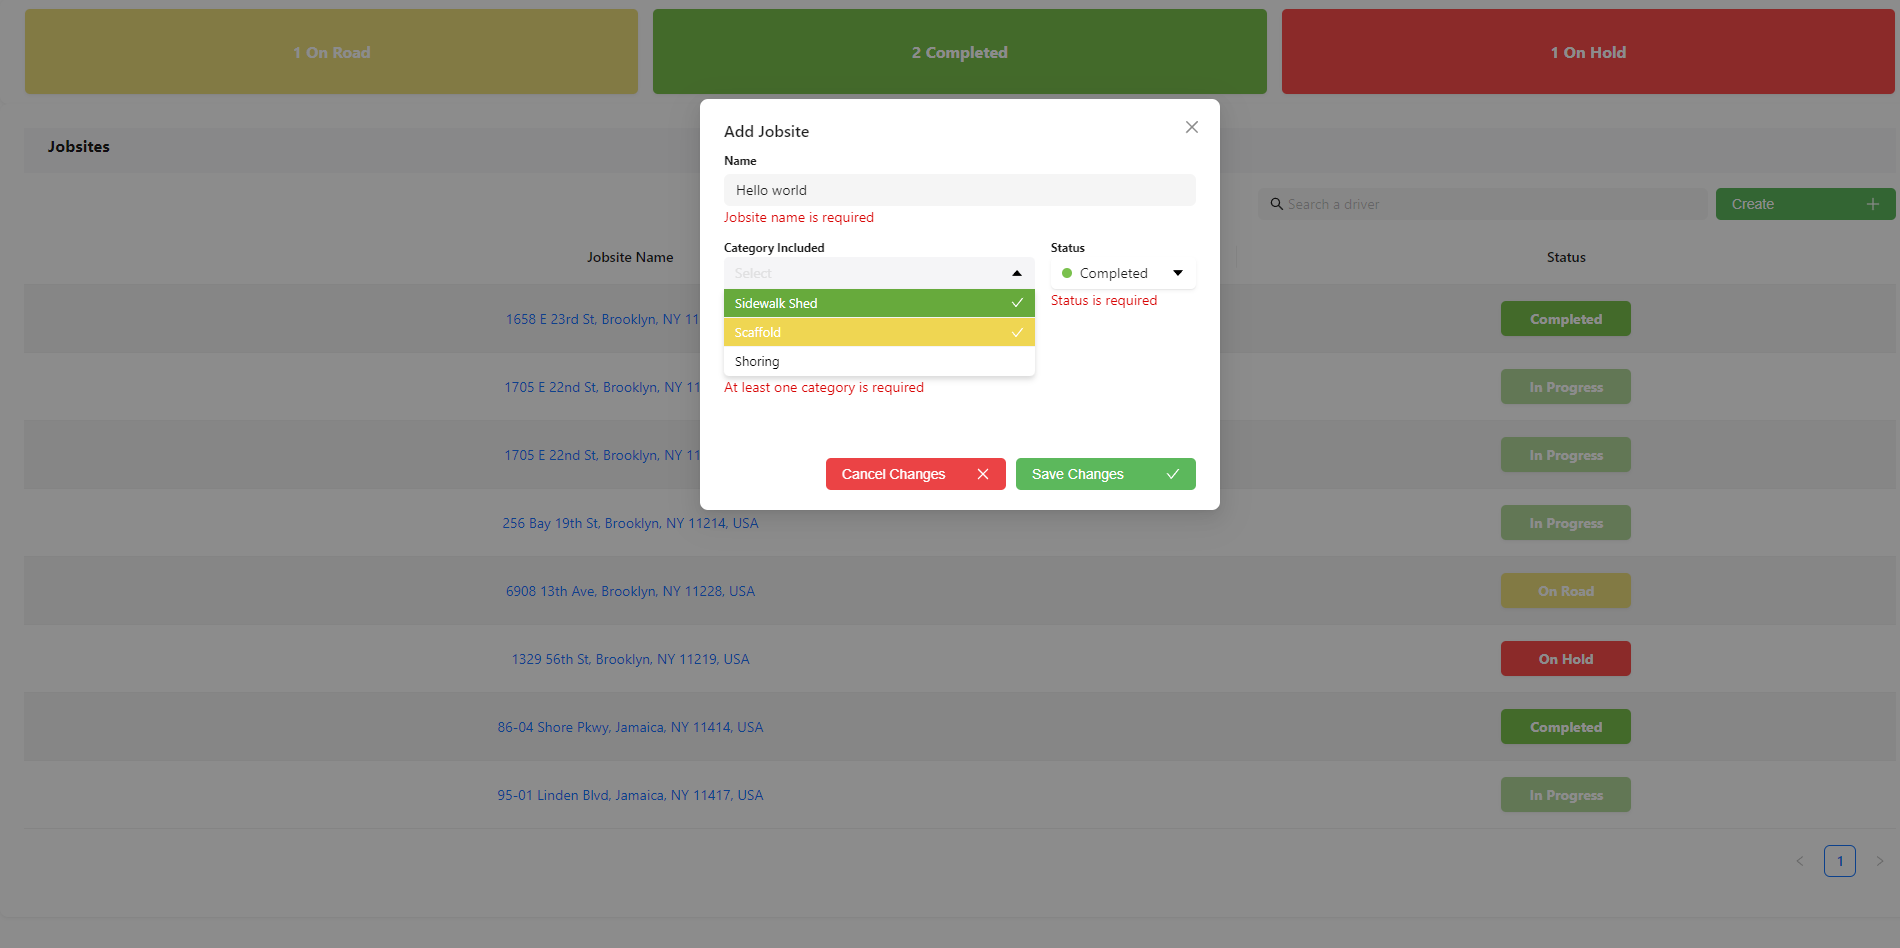 1 On Road
2 Completed
1 On Hold
Add Jobsite
Jobsites
Name
Hello world
Jobsite name is required
Search a driver
Create
Category Included
Status
Jobsite Name
Status
Select
Completed
Sidewalk Shed
Status is required
Scaffold
Shoring
At least one category is required
1658 E 23rd St, Brooklyn, NY 11
Completed
1705 E 22nd St, Brooklyn, NY 11
In Progress
1705 E 22nd St, Brooklyn, NY 11
In Progress
Cancel Changes
Save Changes
256 Bay 19th St, Brooklyn, NY 11214, USA
In Progress
6908 13th Ave, Brooklyn, NY 11228, USA
On Road
1329 56th St, Brooklyn, NY 11219, USA
On Hold
86-04 Shore Pkwy, Jamaica, NY 11414, USA
Completed
95-01 Linden Blvd, Jamaica, NY 11417, USA
In Progress
1